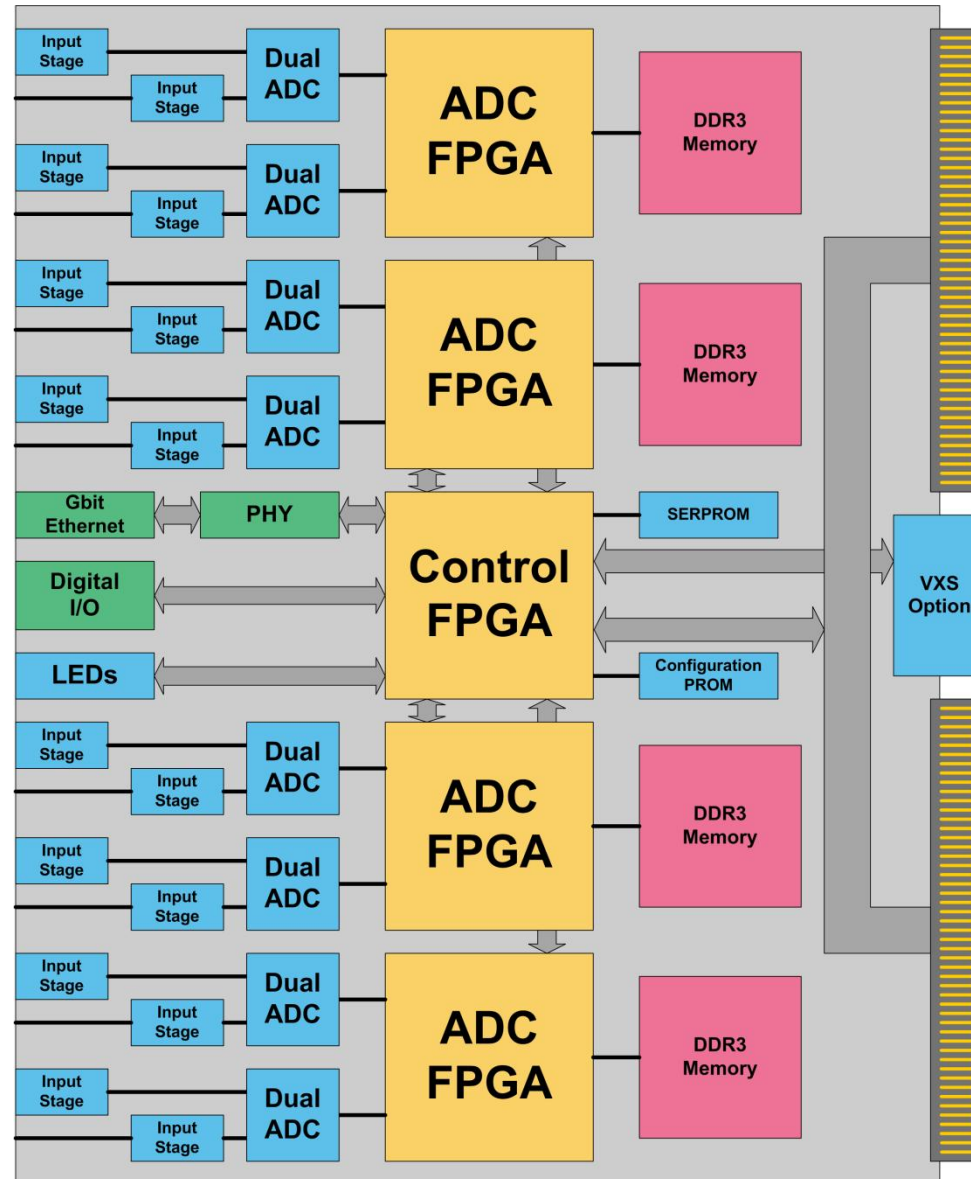 Input
Stage
Dual
ADC
Input
Stage
ADC
FPGA
DDR3
Memory
Input
Stage
Dual
ADC
Input
Stage
Input
Stage
Dual
ADC
Input
Stage
ADC
FPGA
DDR3
Memory
Input
Stage
Dual
ADC
Input
Stage
Gbit
Ethernet
PHY
Control
FPGA
SERPROM
Digital
I/O
VXS
Option
LEDs
Configuration
PROM
Input
Stage
Dual
ADC
Input
Stage
ADC
FPGA
DDR3
Memory
Input
Stage
Dual
ADC
Input
Stage
Input
Stage
Dual
ADC
Input
Stage
ADC
FPGA
DDR3
Memory
Input
Stage
Dual
ADC
Input
Stage